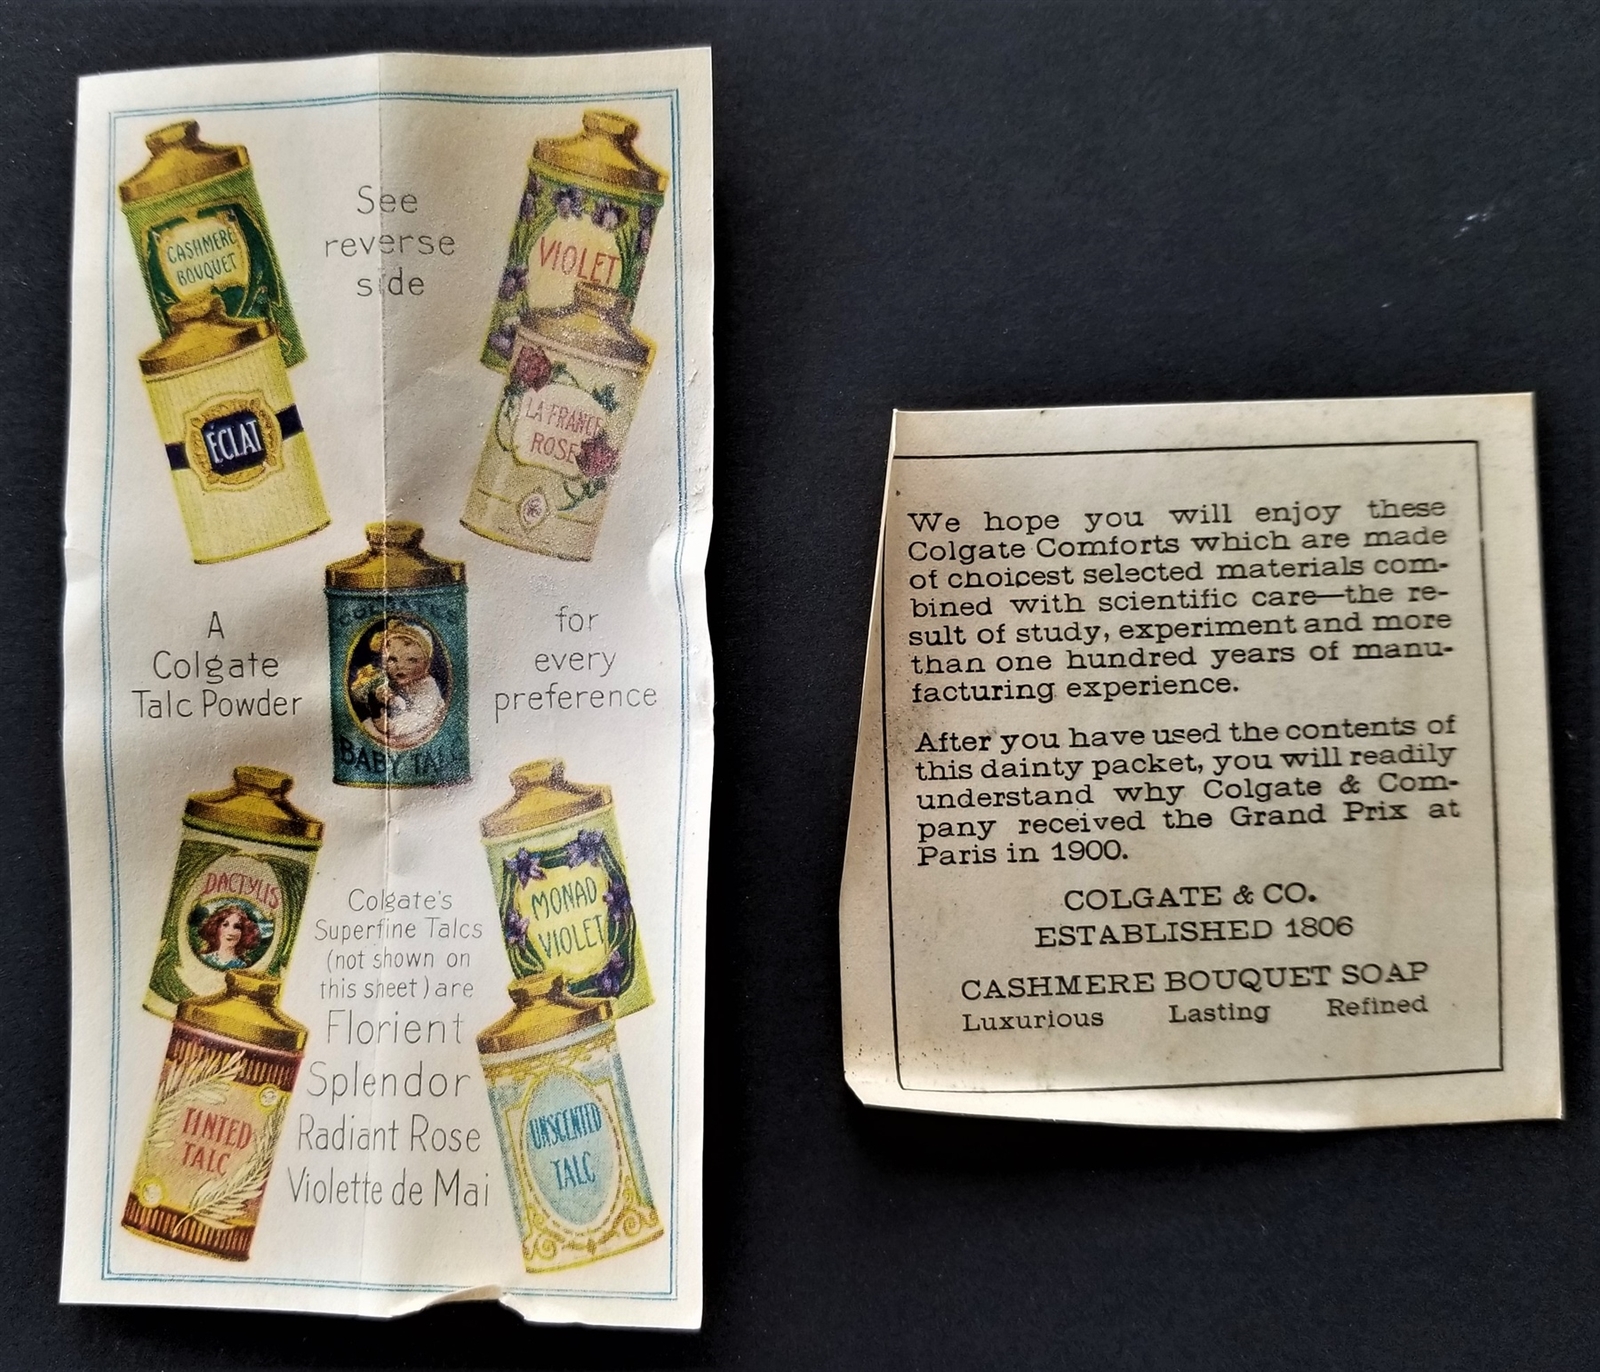 CASHMERE
BOUQUET
See
reverse
side
VIOLET
ÉCLAT
LA FRANCE
ROSE
A
Colgate
Talc Powder
COLGATE'S
BABY TALC
for
every
preference
DACTYLIS
MONAD
VIOLET
Colgate's
Superfine Talcs
(not shown on
this sheet) are
Florient
Splendor
Radiant Rose
Violette de Mai
TINTED
TALC
UNSCENTED
TALC
We hope you will enjoy these
Colgate Comforts which are made
of choicest selected materials com-
bined with scientific care—the re-
sult of study, experiment and more
than one hundred years of manu-
facturing experience.
After you have used the contents of
this dainty packet, you will readily
understand why Colgate & Com-
pany received the Grand Prix at
Paris in 1900.
COLGATE & CO.
ESTABLISHED 1806
CASHMERE BOUQUET SOAP
Luxurious Lasting Refined